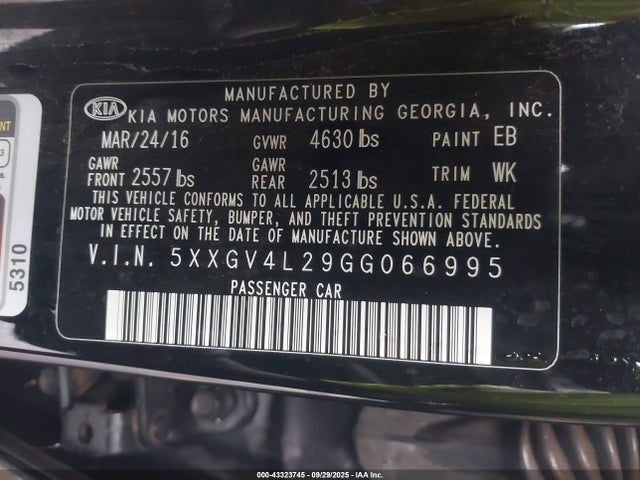 MANUFACTURED BY
KIA KIA MOTORS MANUFACTURING GEORGIA, INC.
MAR/24/16 GVWR 4630 lbs PAINT EB
GAWR FRONT 2557 lbs GAWR REAR 2513 lbs TRIM WK
THIS VEHICLE CONFORMS TO ALL APPLICABLE U.S.A. FEDERAL
MOTOR VEHICLE SAFETY, BUMPER, AND THEFT PREVENTION STANDARDS
IN EFFECT ON THE DATE OF MANUFACTURE SHOWN ABOVE.
V.I.N. 5XXGV4L29GG066995
PASSENGER CAR
5310
000-43323745 | 09/29/2025 | IAA Inc.